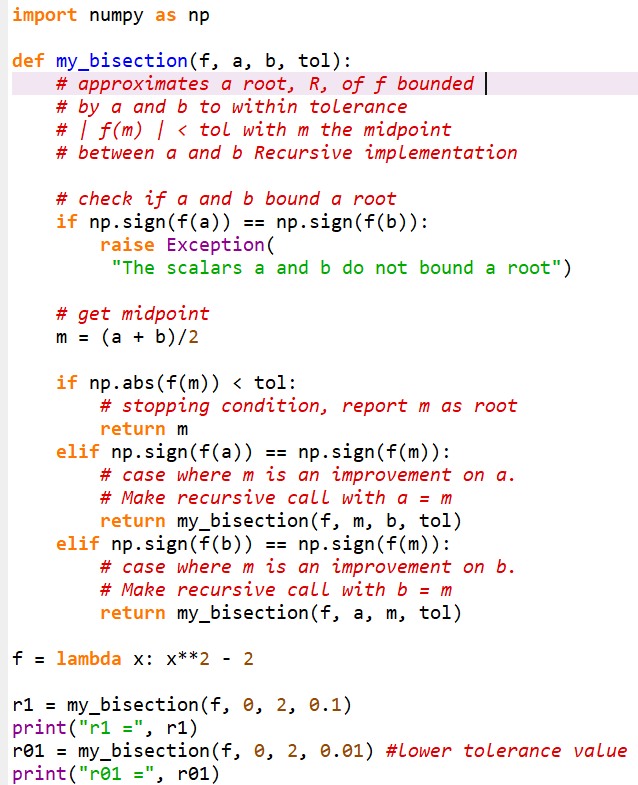 import numpy as np
def my_bisection(f, a, b, tol):
# approximates a root, R, of f bounded
# by a and b to within tolerance
# | f(m) | < tol with m the midpoint
# between a and b Recursive implementation
# check if a and b bound a root
if np.sign(f(a)) == np.sign(f(b)):
raise Exception(
"The scalars a and b do not bound a root")
# get midpoint
m = (a + b)/2
if np.abs(f(m)) < tol:
# stopping condition, report m as root
return m
elif np.sign(f(a)) == np.sign(f(m)):
# case where m is an improvement on a.
# Make recursive call with a = m
return my_bisection(f, m, b, tol)
elif np.sign(f(b)) == np.sign(f(m)):
# case where m is an improvement on b.
# Make recursive call with b = m
return my_bisection(f, a, m, tol)
f = lambda x: x**2 - 2
r1 = my_bisection(f, 0, 2, 0.1)
print("r1 =", r1)
r01 = my_bisection(f, 0, 2, 0.01) #lower tolerance value
print("r01 =", r01)